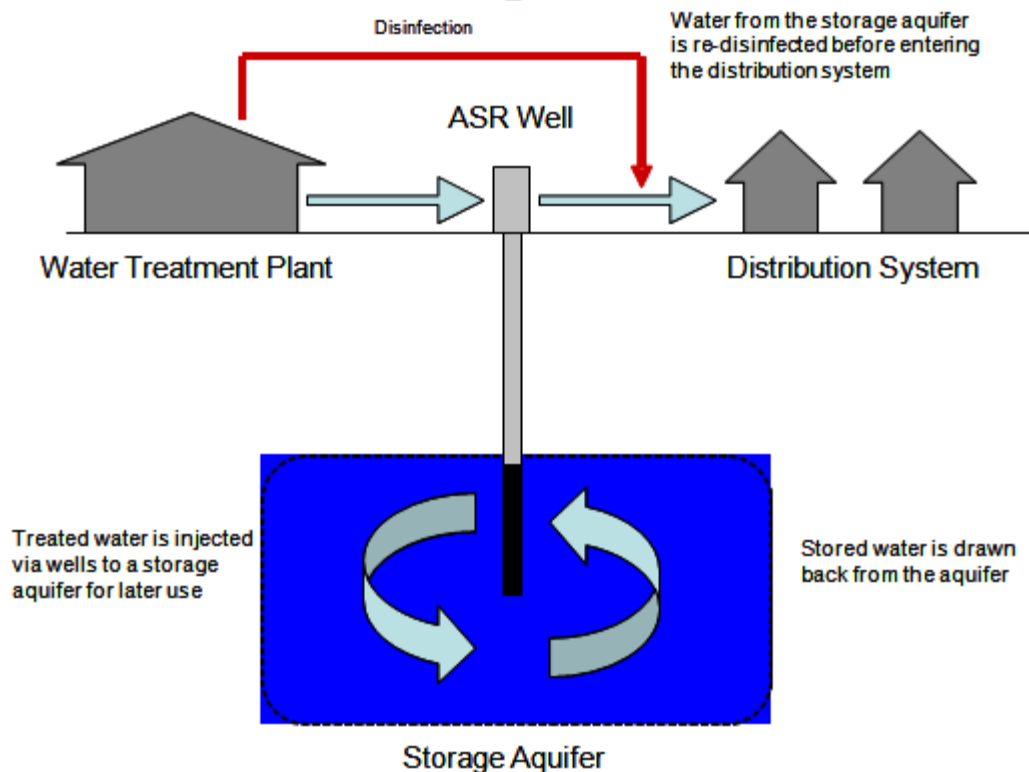 Disinfection
Water from the storage aquifer
is re-disinfected before entering
the distribution system
ASR Well
Water Treatment Plant
Distribution System
Treated water is injected
via wells to a storage
aquifer for later use
Stored water is drawn
back from the aquifer
Storage Aquifer